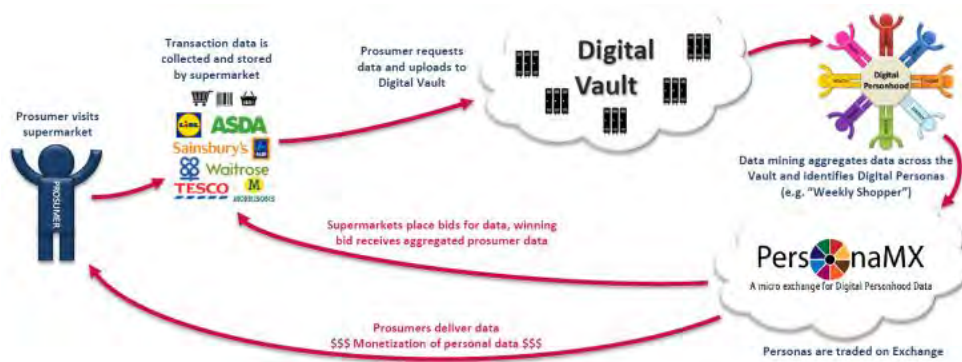 Prosumer visits
supermarket
PROSUMER
Transaction data is
collected and stored
by supermarket
LIDL
ASDA
Sainsbury's
ALDI
Waitrose
TESCO
M
MORRISONS
Prosumer requests
data and uploads to
Digital Vault
Digital
Vault
Digital
Personhood
Data mining aggregates data across the
Vault and identifies Digital Personas
(e.g. "Weekly Shopper")
Supermarkets place bids for data, winning
bid receives aggregated prosumer data
PersonaMX
A micro exchange for Digital Personhood Data
Prosumers deliver data
$$$ Monetization of personal data $$$
Personas are traded on Exchange